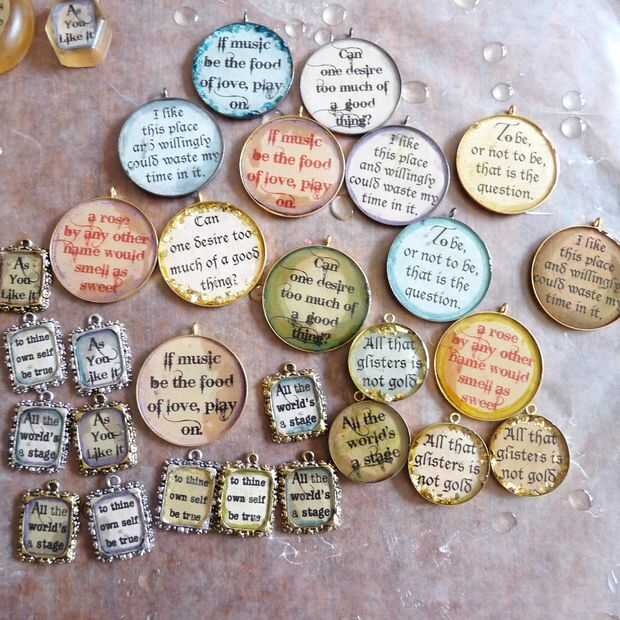 As
You
Like it
If music
be the food
of love, play
on.
Can
one desire
too much of
a good
thing?
I like
this place
and willingly
could waste my
time in it.
If music
be the food
of love, play
on.
I like
this place
and willingly
could waste my
time in it.
To be,
or not to be,
that is the
question.
a rose
by any other
name would
smell as
sweet
Can
one desire too
much of a good
thing?
Can
one desire
too much of
a good
thing?
To be,
or not to be,
that is the
question.
I like
this place
and willingly
could waste my
time in it.
As
You
Like it
to thine
own self
be true
As
You
Like it
If music
be the food
of love, play
on.
All that
glisters is
not gold
a rose
by any other
name would
smell as
sweet
All the
world's
a stage
All the
world's
a stage
As
You
Like it
All the
world's
a stage
All the
world's
a stage
All that
glisters is
not gold
All that
glisters is
not gold
to thine
own self
be true
to thine
own self
be true
to thine
own self
be true
All the
world's
a stage